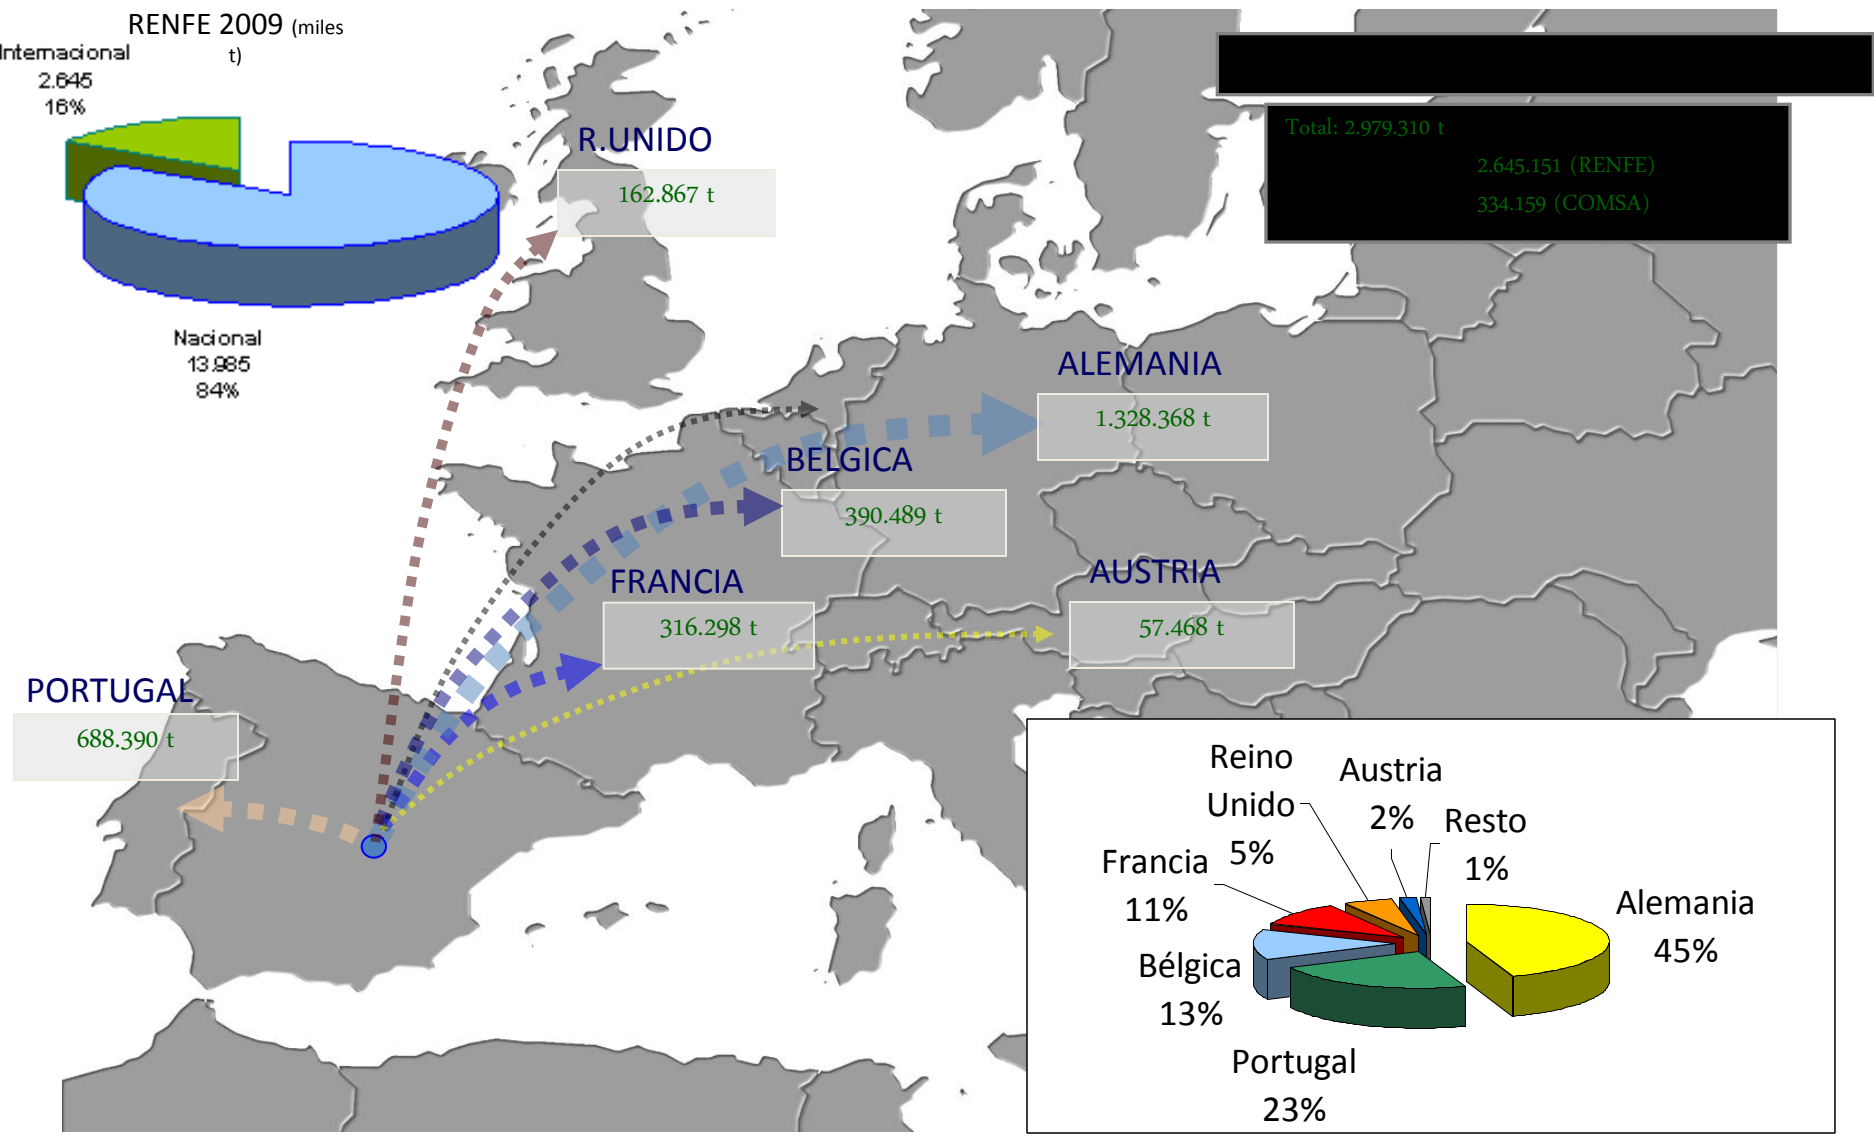 RENFE 2009 (miles
t)
Internacional
2.645
16%
Nacional
13.985
84%
Total: 2.979.310 t
2.645.151 (RENFE)
334.159 (COMSA)
R.UNIDO
162.867 t
ALEMANIA
1.328.368 t
BELGICA
390.489 t
FRANCIA
316.298 t
AUSTRIA
57.468 t
PORTUGAL
688.390 t
Reino
Unido
5%
Austria
2%
Resto
1%
Francia
11%
Alemania
45%
Bélgica
13%
Portugal
23%